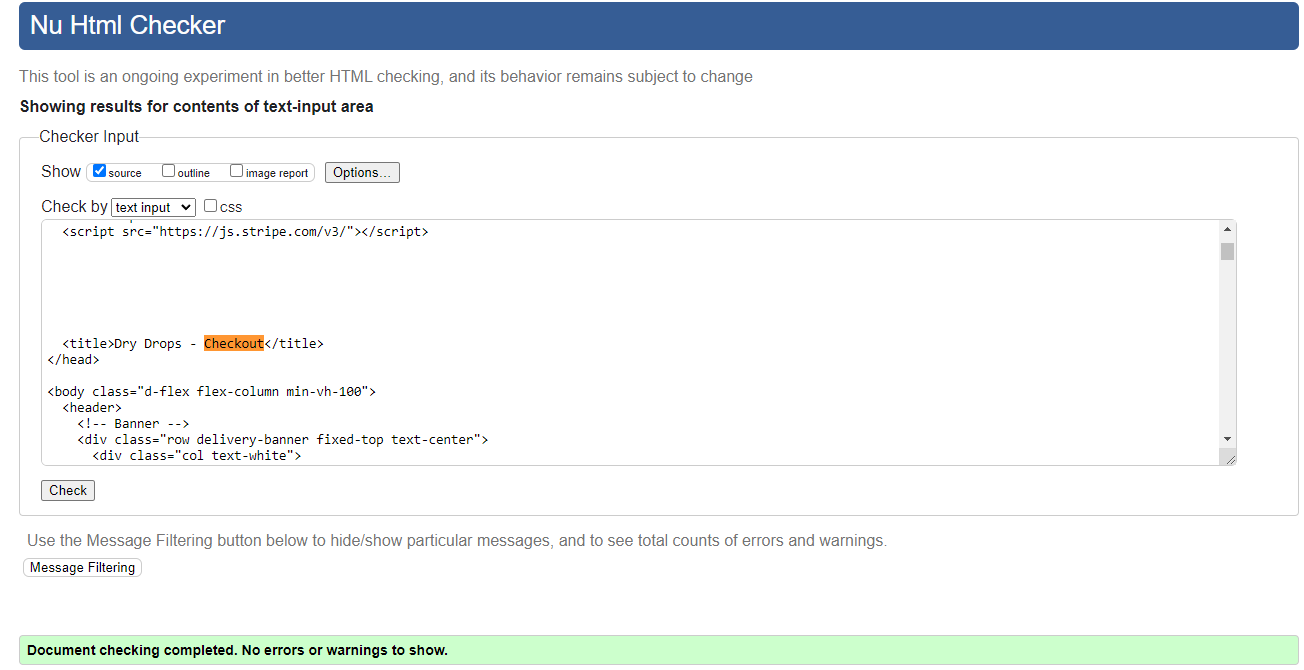 Nu Html Checker
This tool is an ongoing experiment in better HTML checking, and its behavior remains subject to change
Showing results for contents of text-input area
Checker Input
Show source outline image report Options...
Check by text input css
<script src="https://js.stripe.com/v3/"></script>
<title>Dry Drops - Checkout</title>
</head>
<body class="d-flex flex-column min-vh-100">
<header>
<!-- Banner -->
<div class="row delivery-banner fixed-top text-center">
<div class="col text-white">
Check
Use the Message Filtering button below to hide/show particular messages, and to see total counts of errors and warnings.
Message Filtering
Document checking completed. No errors or warnings to show.